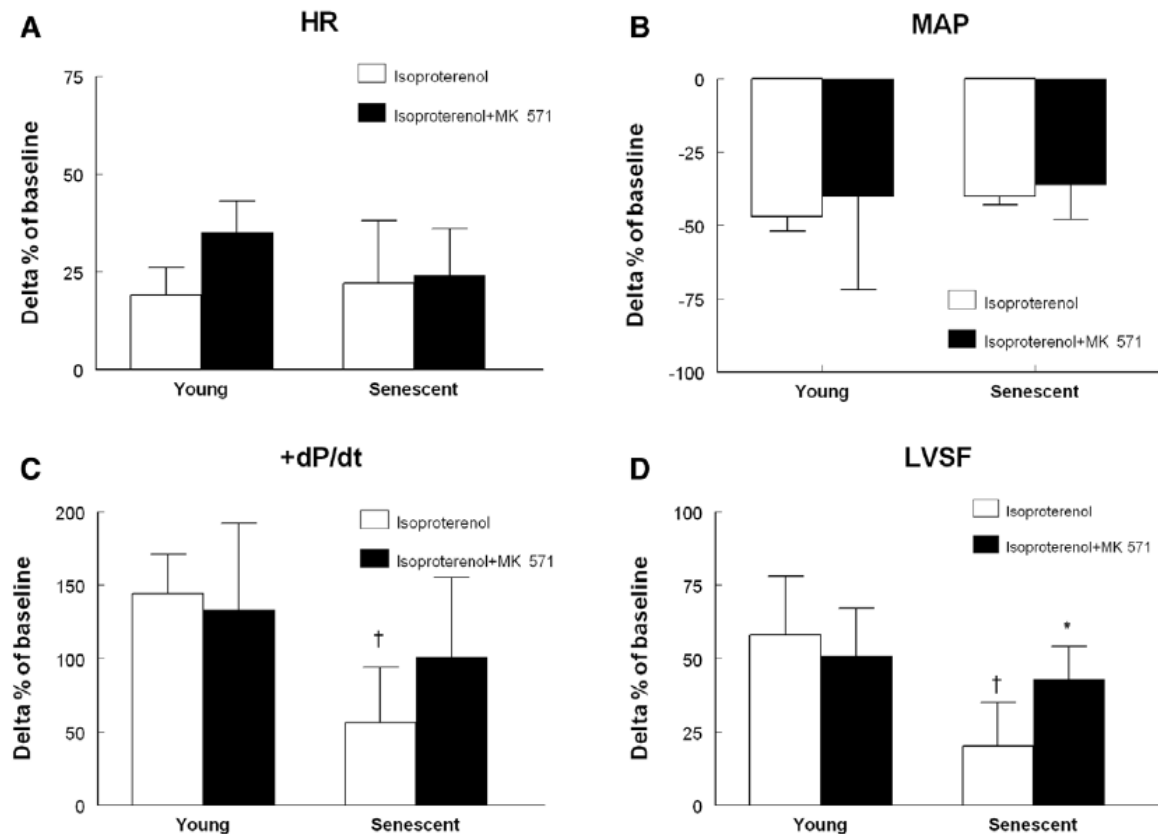 A
HR
75
50
25
0
Delta % of baseline
Isoproterenol
Isoproterenol+MK 571
Young
Senescent
B
MAP
0
-25
-50
-75
-100
Delta % of baseline
Isoproterenol
Isoproterenol+MK 571
Young
Senescent
C
+dP/dt
200
150
100
50
0
Delta % of baseline
Isoproterenol
Isoproterenol+MK 571
†
Young
Senescent
D
LVSF
100
75
50
25
0
Delta % of baseline
Isoproterenol
Isoproterenol+MK 571
†
*
Young
Senescent